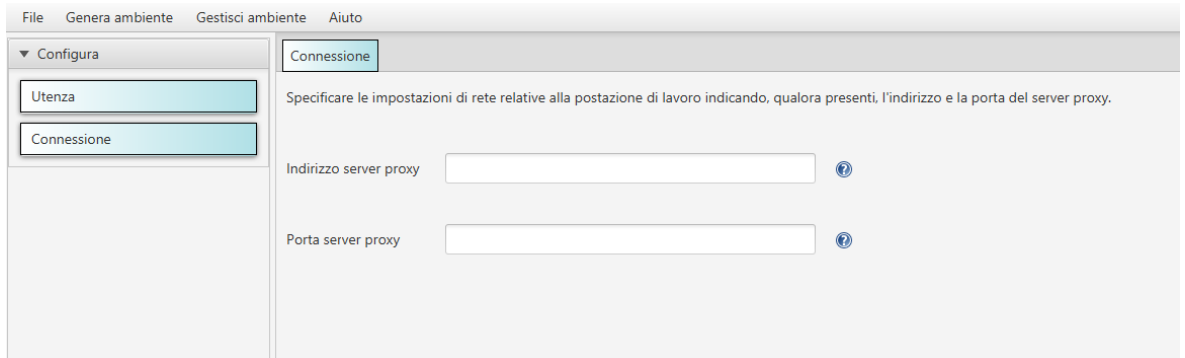 File Genera ambiente Gestisci ambiente Aiuto
Configura
Utenza
Connessione
Connessione
Specificare le impostazioni di rete relative alla postazione di lavoro indicando, qualora presenti, l'indirizzo e la porta del server proxy.
Indirizzo server proxy
Porta server proxy